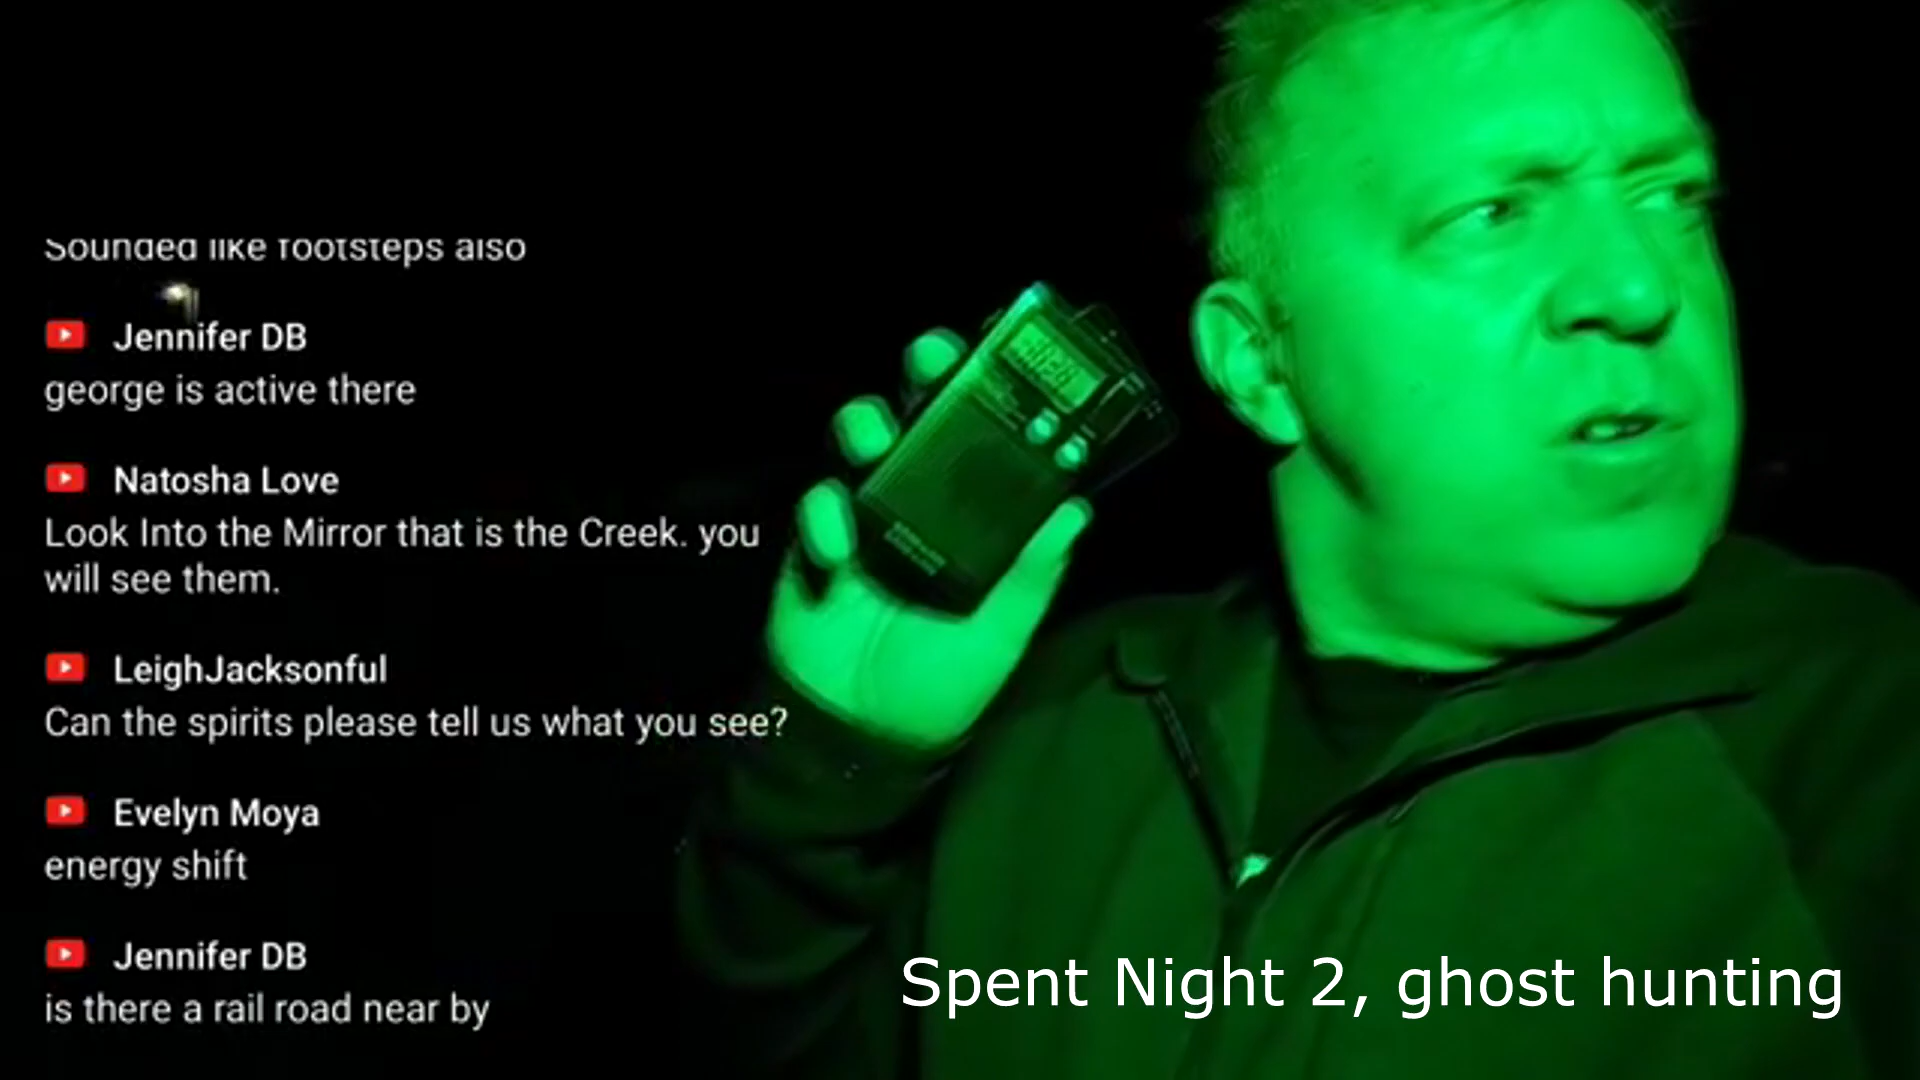 Sounded like footsteps also
Jennifer DB
george is active there
Natosha Love
Look Into the Mirror that is the Creek. you
will see them.
LeighJacksonful
Can the spirits please tell us what you see?
Evelyn Moya
energy shift
Jennifer DB
is there a rail road near by
Spent Night 2, ghost hunting